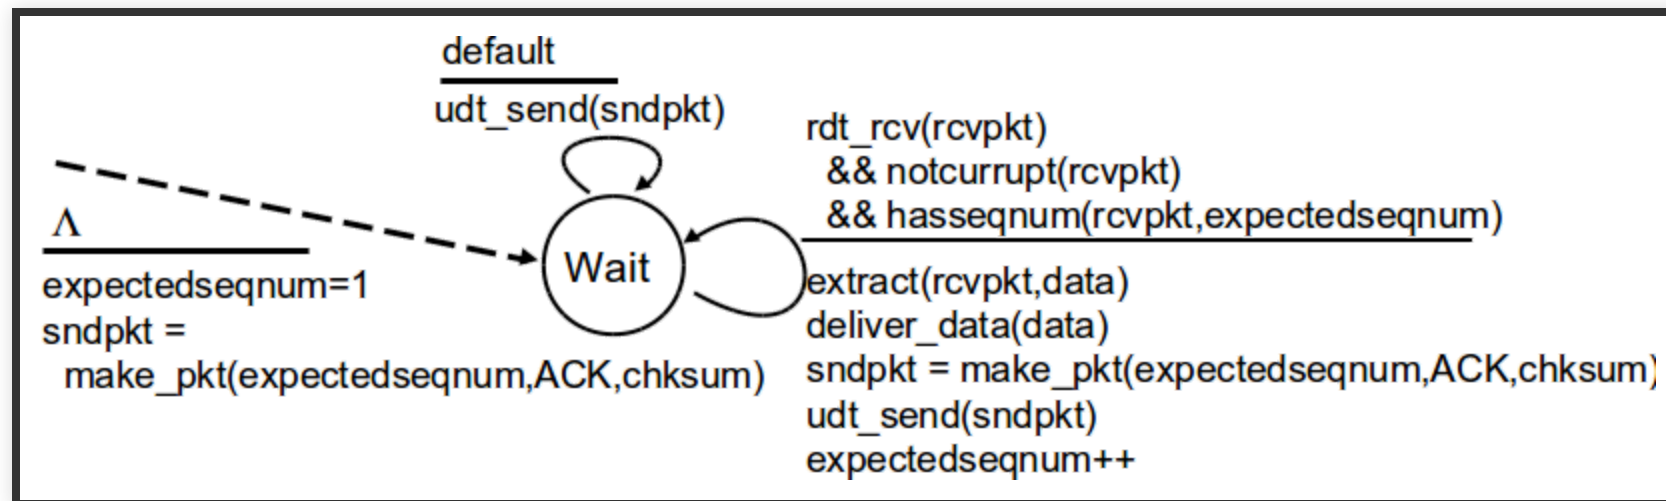 default
udt_send(sndpkt)
rdt_rcv(rcvpkt)
&& notcurrupt(rcvpkt)
&& hasseqnum(rcvpkt,expectedseqnum)
Λ
expectedseqnum=1
sndpkt =
make_pkt(expectedseqnum,ACK,chksum)
Wait
extract(rcvpkt,data)
deliver_data(data)
sndpkt = make_pkt(expectedseqnum,ACK,chksum)
udt_send(sndpkt)
expectedseqnum++